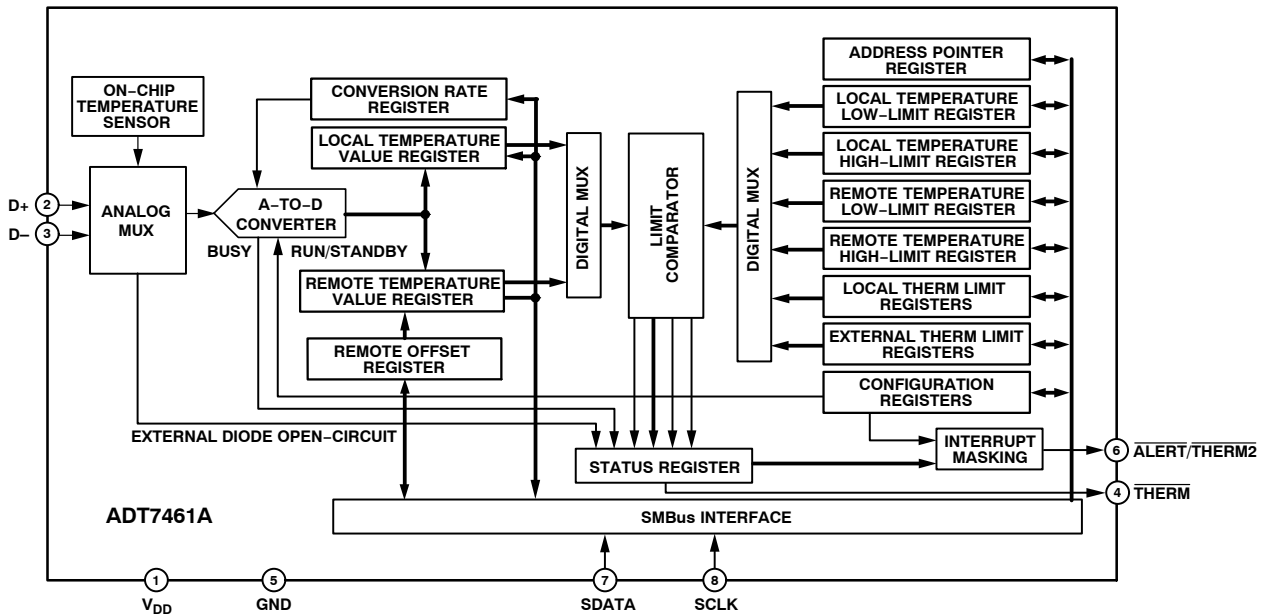 ON−CHIP
TEMPERATURE
SENSOR
CONVERSION RATE
REGISTER
LOCAL TEMPERATURE
VALUE REGISTER
ADDRESS POINTER
REGISTER
LOCAL TEMPERATURE
LOW−LIMIT REGISTER
LOCAL TEMPERATURE
HIGH−LIMIT REGISTER
REMOTE TEMPERATURE
LOW−LIMIT REGISTER
REMOTE TEMPERATURE
HIGH−LIMIT REGISTER
LOCAL THERM LIMIT
REGISTERS
EXTERNAL THERM LIMIT
REGISTERS
CONFIGURATION
REGISTERS
D+ 2
D− 3
ANALOG
MUX
A−TO−D
CONVERTER
BUSY
RUN/STANDBY
DIGITAL MUX
LIMIT
COMPARATOR
DIGITAL MUX
REMOTE TEMPERATURE
VALUE REGISTER
REMOTE OFFSET
REGISTER
EXTERNAL DIODE OPEN−CIRCUIT
STATUS REGISTER
INTERRUPT
MASKING
6 ALERT/THERM2
4 THERM
ADT7461A
SMBus INTERFACE
1
VDD
5
GND
7
SDATA
8
SCLK